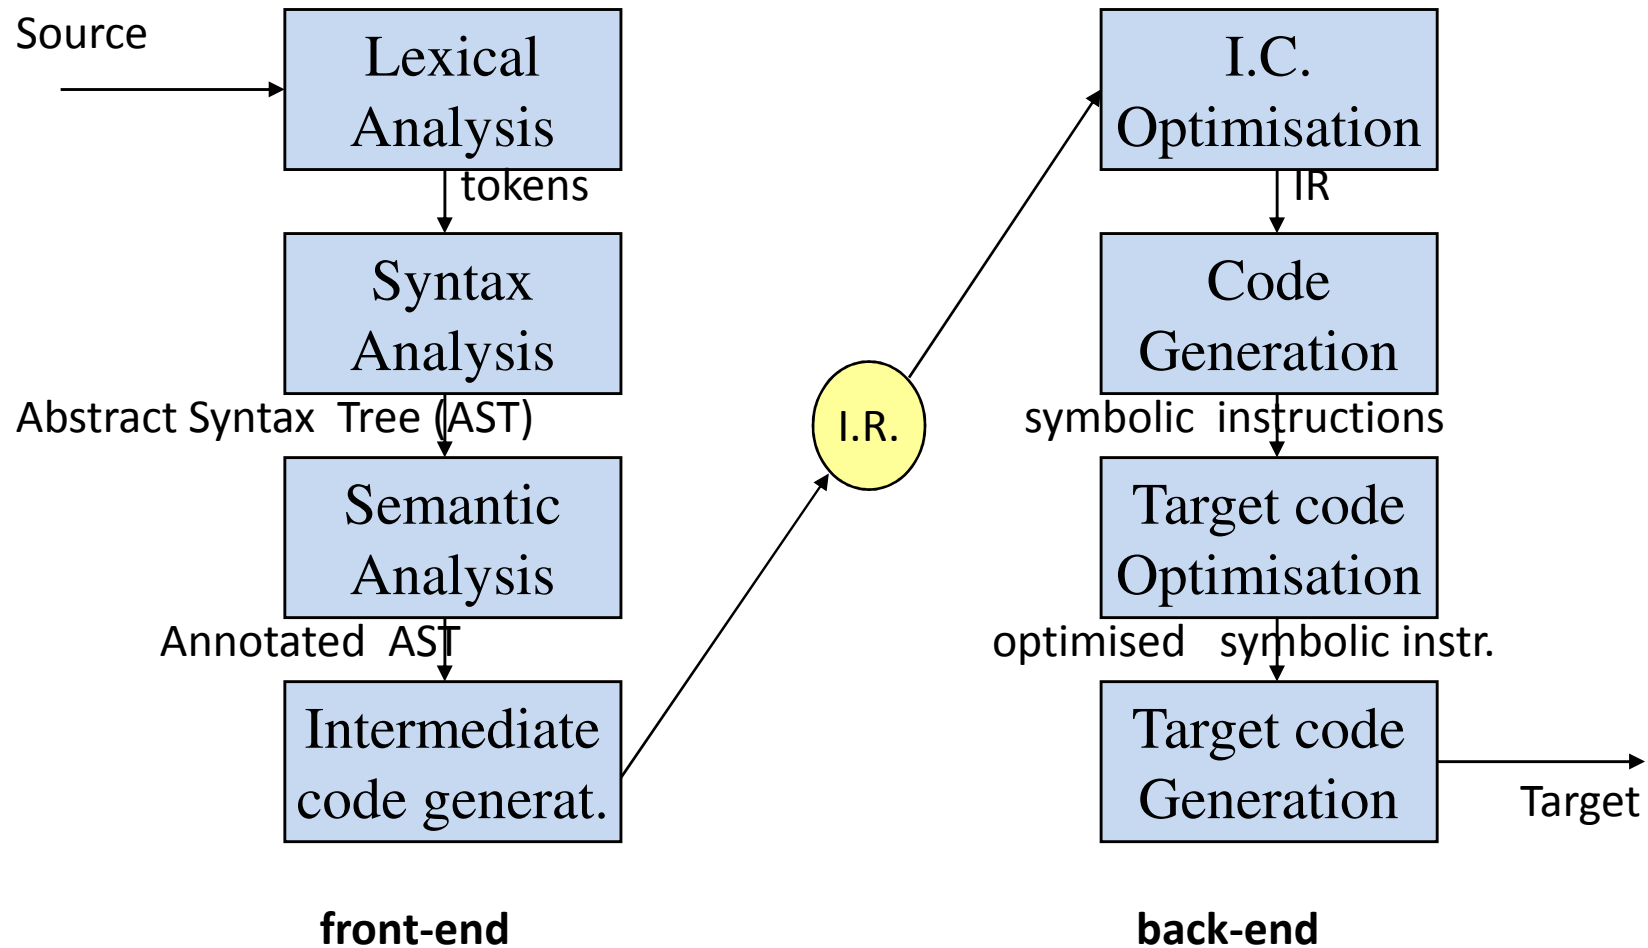 Source
Lexical
Analysis
tokens
Syntax
Analysis
Abstract Syntax Tree (AST)
Semantic
Analysis
Annotated AST
Intermediate
code generat.
front-end
I.R.
I.C.
Optimisation
IR
Code
Generation
symbolic instructions
Target code
Optimisation
optimised symbolic instr.
Target code
Generation
Target
back-end